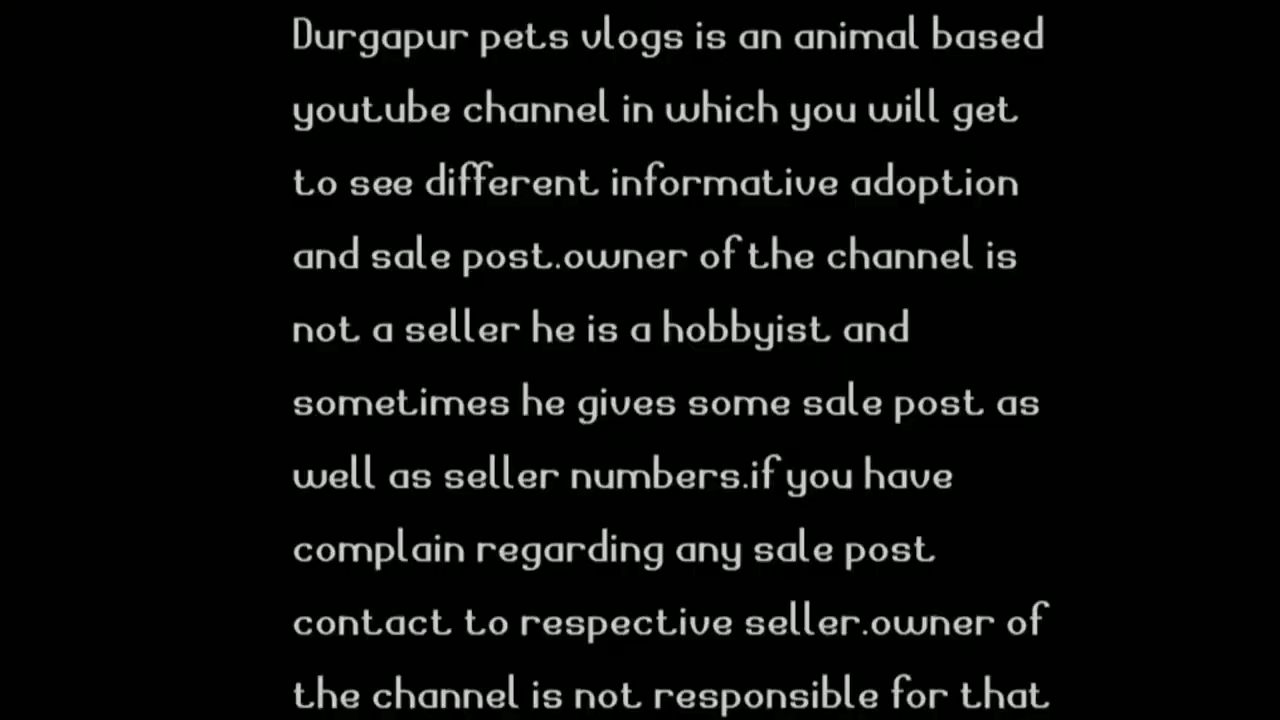 Durgapur pets vlogs is an animal based
youtube channel in which you will get
to see different informative adoption
and sale post.owner of the channel is
not a seller he is a hobbyist and
sometimes he gives some sale post as
well as seller numbers.if you have
complain regarding any sale post
contact to respective seller.owner of
the channel is not responsible for that